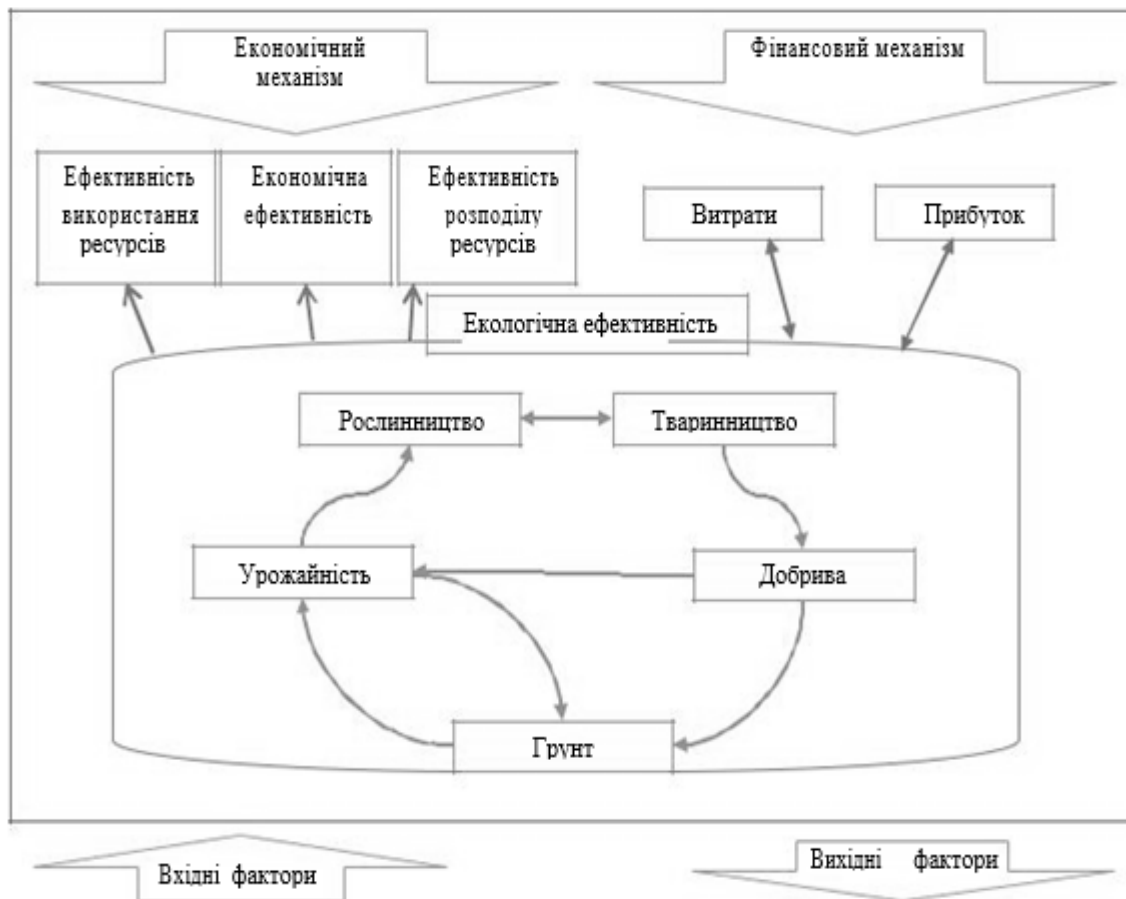 Економічний
механізм
Фінансовий механізм
Ефективність
використання
ресурсів
Економічна
ефективність
Ефективність
розподілу
ресурсів
Витрати
Прибуток
Екологічна ефективність
Рослинництво
Тваринництво
Урожайність
Добрива
Грунт
Вхідні фактори
Вихідні фактори